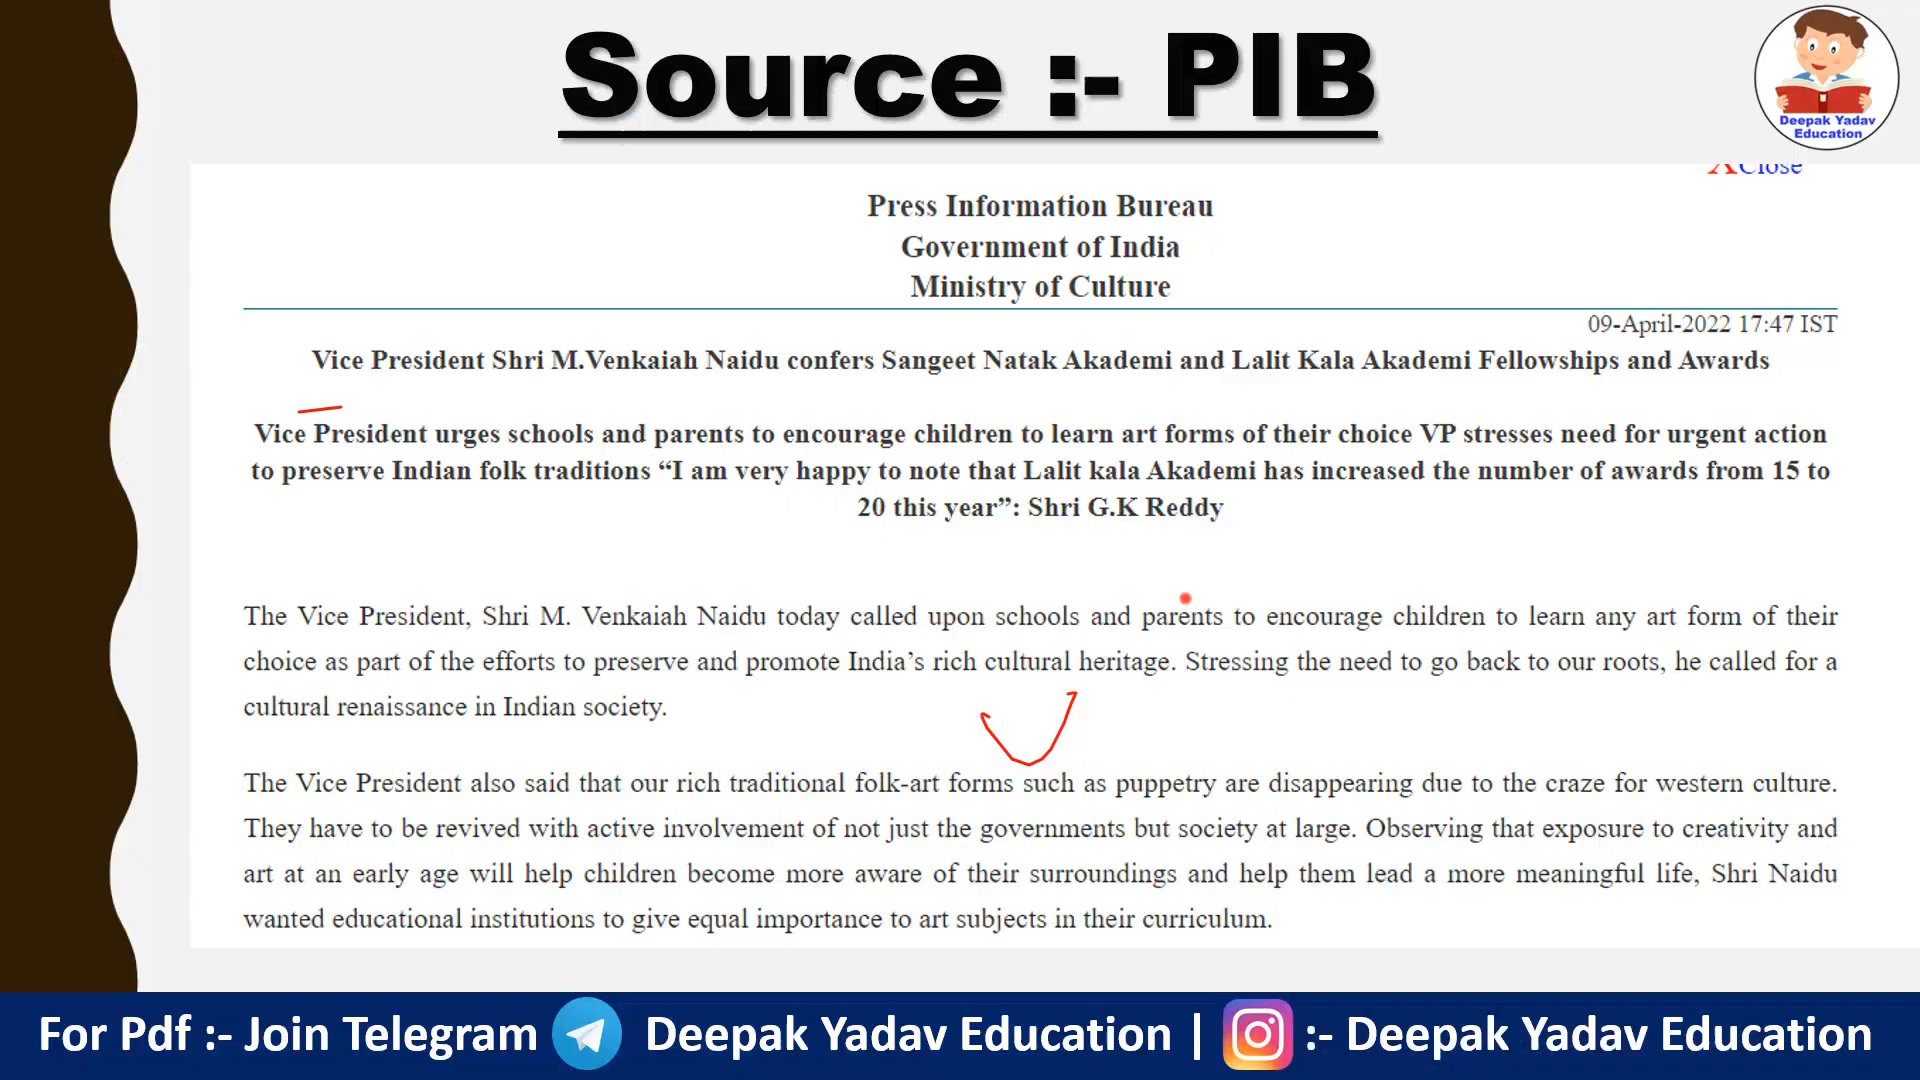 Source :- PIB
Deepak Yadav
Education
XClose
Press Information Bureau
Government of India
Ministry of Culture
09-April-2022 17:47 IST
Vice President Shri M.Venkaiah Naidu confers Sangeet Natak Akademi and Lalit Kala Akademi Fellowships and Awards
Vice President urges schools and parents to encourage children to learn art forms of their choice VP stresses need for urgent action
to preserve Indian folk traditions “I am very happy to note that Lalit kala Akademi has increased the number of awards from 15 to
20 this year”: Shri G.K Reddy
The Vice President, Shri M. Venkaiah Naidu today called upon schools and parents to encourage children to learn any art form of their
choice as part of the efforts to preserve and promote India’s rich cultural heritage. Stressing the need to go back to our roots, he called for a
cultural renaissance in Indian society.
The Vice President also said that our rich traditional folk-art forms such as puppetry are disappearing due to the craze for western culture.
They have to be revived with active involvement of not just the governments but society at large. Observing that exposure to creativity and
art at an early age will help children become more aware of their surroundings and help them lead a more meaningful life, Shri Naidu
wanted educational institutions to give equal importance to art subjects in their curriculum.
For Pdf :- Join Telegram Deepak Yadav Education | :- Deepak Yadav Education